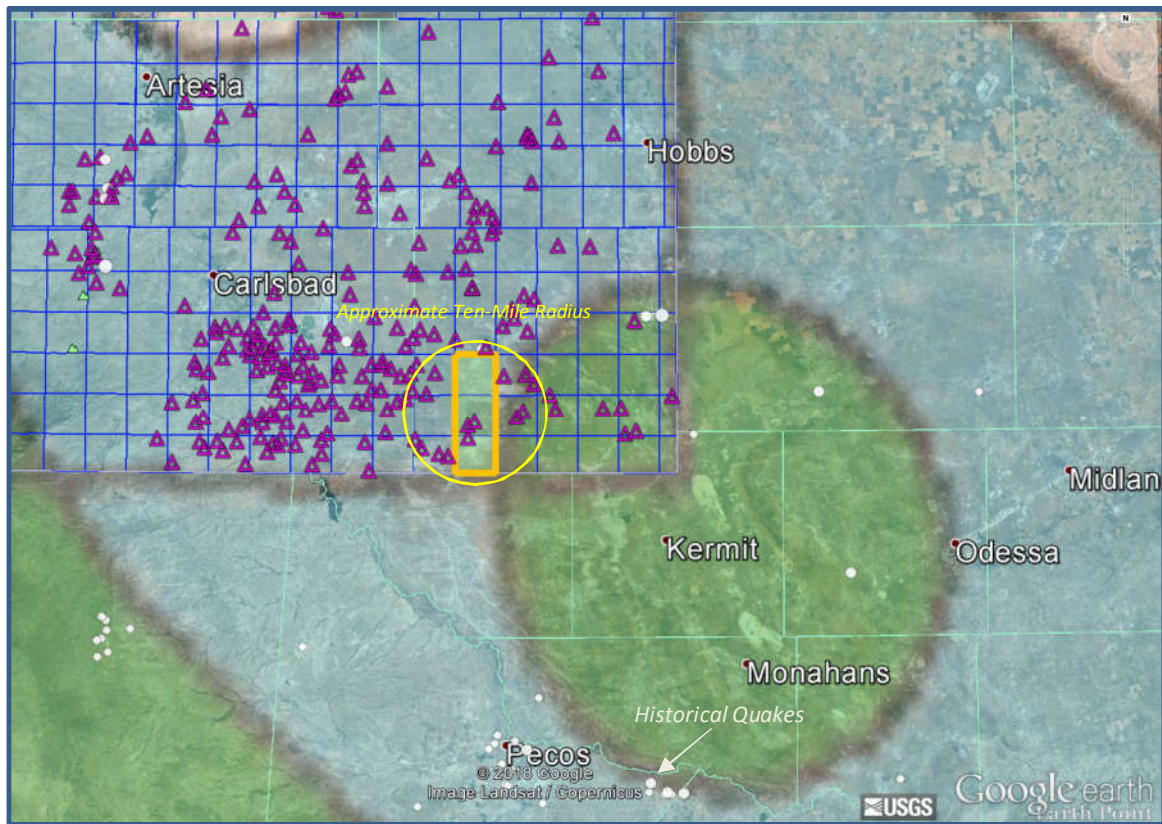 N
Artesia
Hobbs
Carlsbad
Approximate Ten-Mile Radius
Midlan
Kermit
Odessa
Monahans
Historical Quakes
Pecos
© 2018 Google
Image Landsat / Copernicus
USGS
Google earth
Earth Point